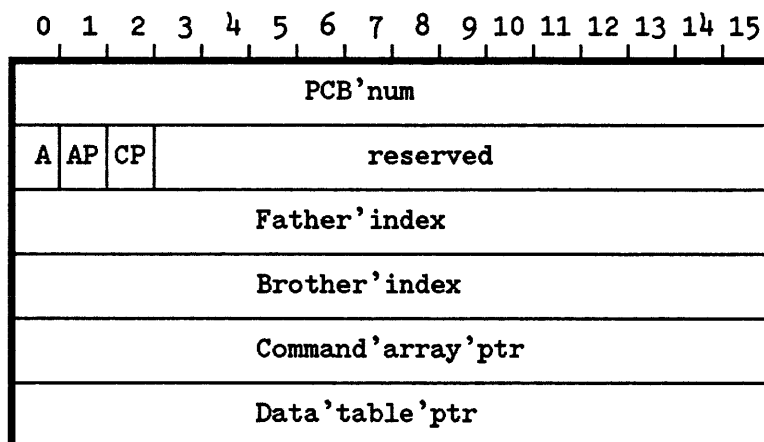 0 1 2 3 4 5 6 7 8 9 10 11 12 13 14 15
PCB’num
A AP CP reserved
Father’index
Brother’index
Command’array’ptr
Data’table’ptr